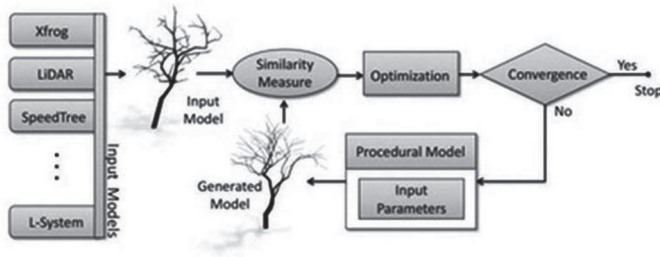 Xfrog
LiDAR
SpeedTree
L-System
Input Models
Input
Model
Similarity
Measure
Optimization
Convergence
Yes
Stop
No
Procedural Model
Input
Parameters
Generated
Model